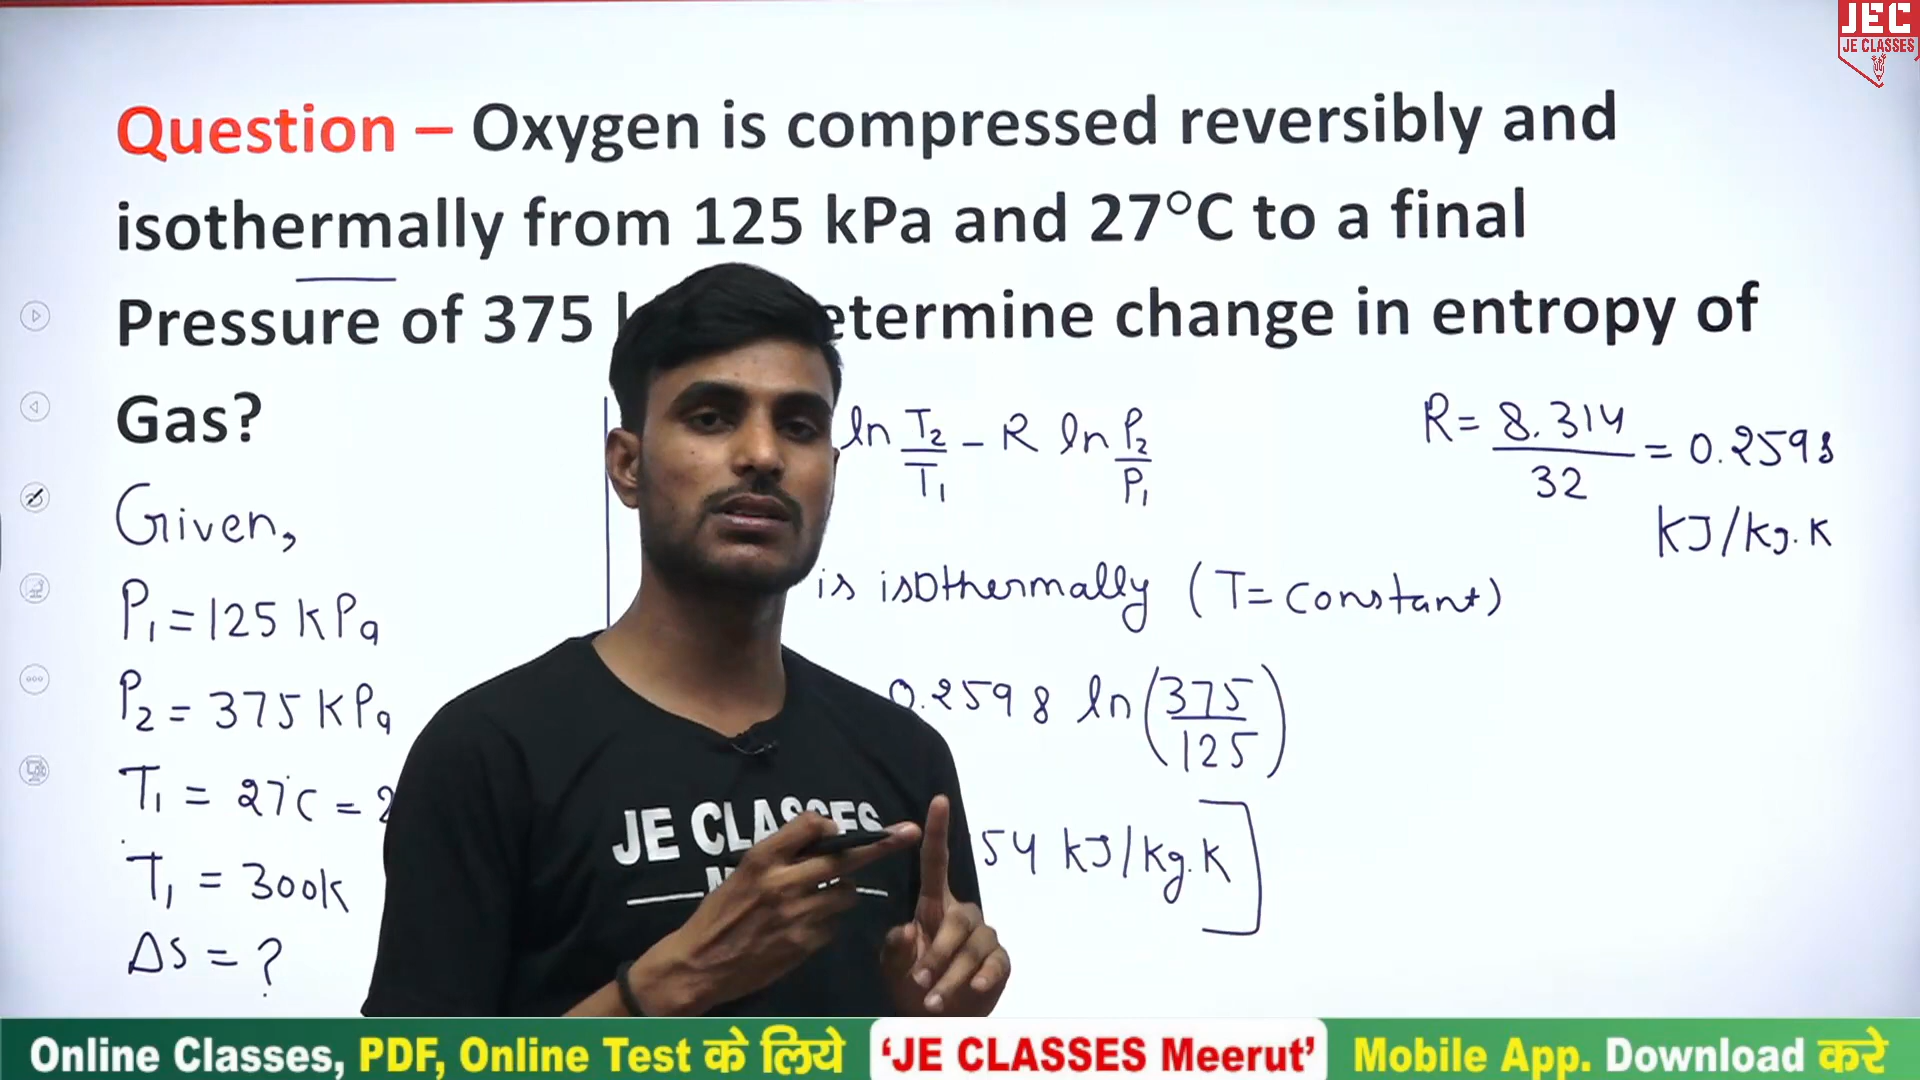 JEC
JE CLASSES
Question – Oxygen is compressed reversibly and
isothermally from 125 kPa and 27°C to a final
Pressure of 375 etermine change in entropy of
Gas?
Given,
P₁ = 125 kPa
P₂ = 375 kPa
T₁ = 27°C = 2
T₁ = 300k
Δs = ?
ln T₂/T₁ - R ln P₂/P₁
is isothermally (T = Constant)
0.2598 ln (375/125)
54 kJ/kg.K
R = 8.314/32 = 0.2598
kJ/kg.K
JE CLASSES
Online Classes, PDF, Online Test के लिये 'JE CLASSES Meerut' Mobile App. Download करे